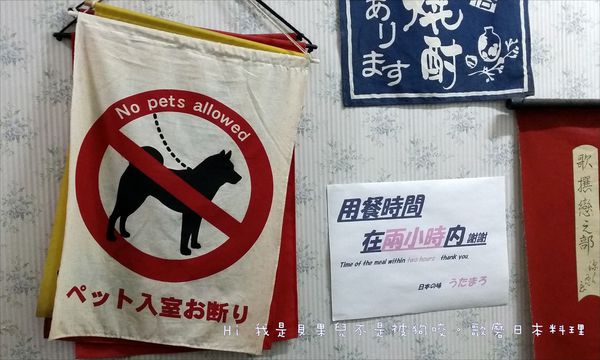 No pets allowed
ペット入室お断り
焼酎
あります
用餐時間
在兩小時内 謝謝
Time of the meal within two hours thank you
日本の味 うたまろ
歌撰戀之部
Hi 我是貝果兒不是被狗咬。歌磨日本料理